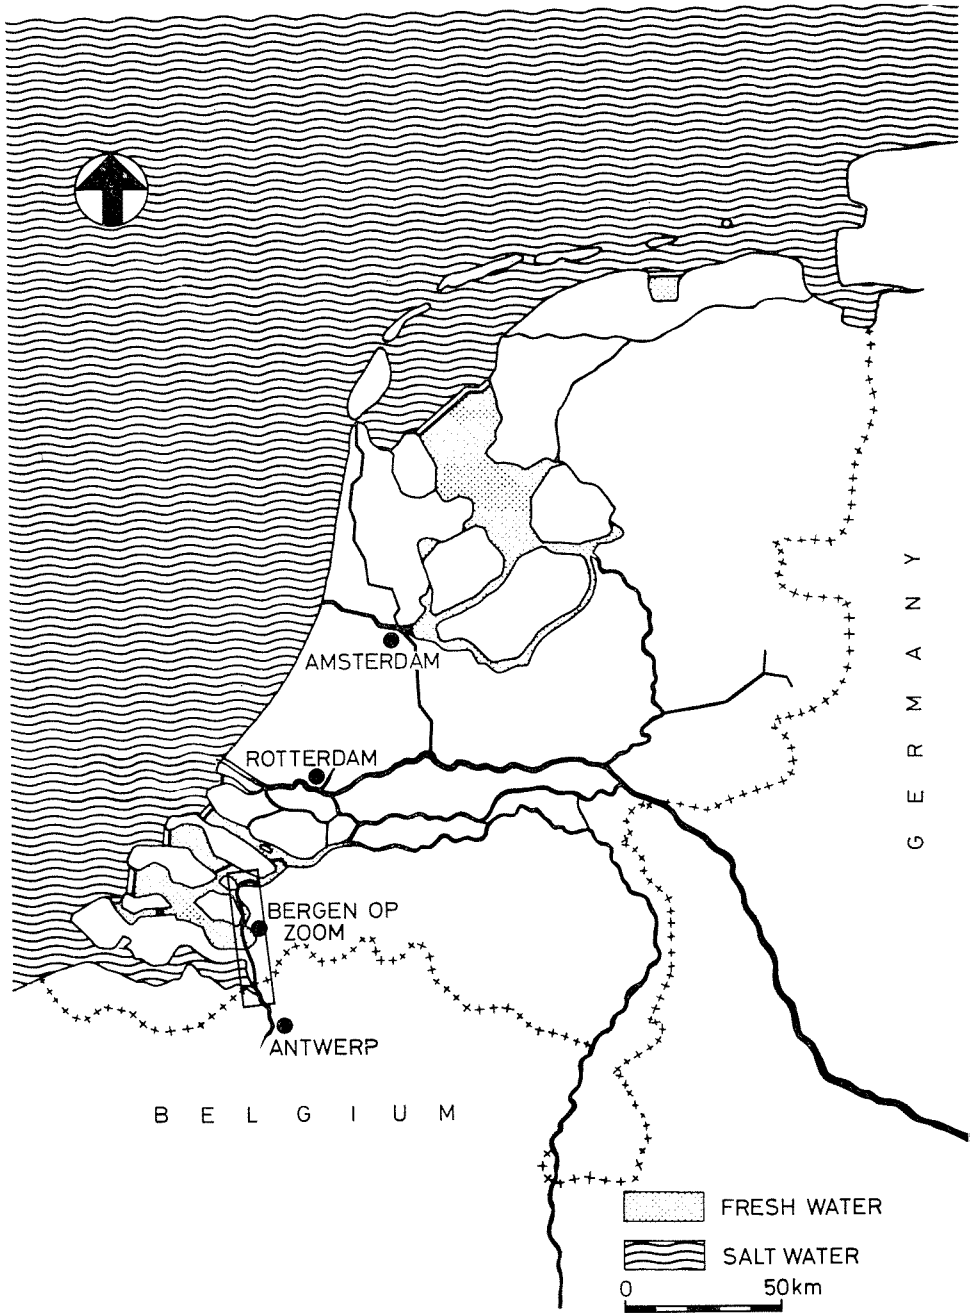 AMSTERDAM
ROTTERDAM
BERGEN OP
ZOOM
ANTWERP
B E L G I U M
G E R M A N Y
FRESH WATER
SALT WATER
0 50km